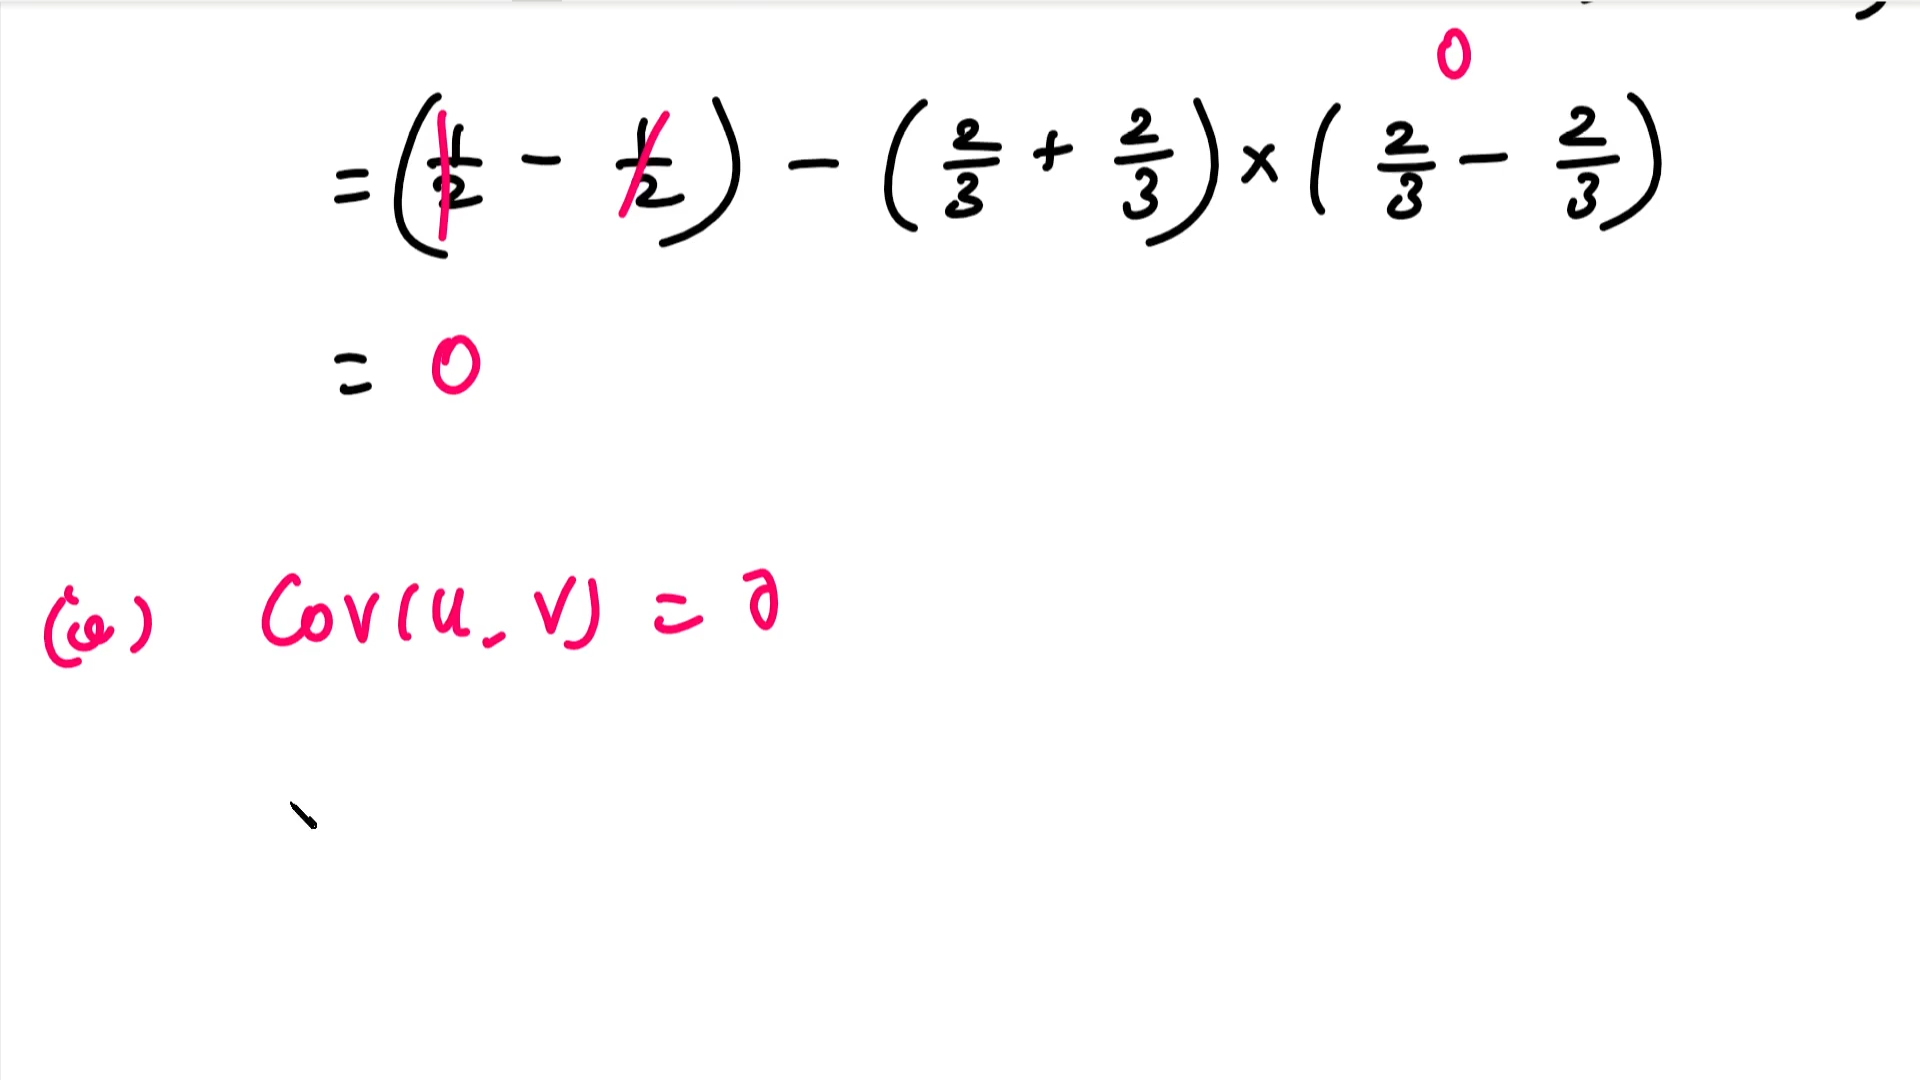 0
= (1/2 - 1/2) - (2/3 + 2/3) × (2/3 - 2/3)
= 0
(e) Cov(U, V) = 0